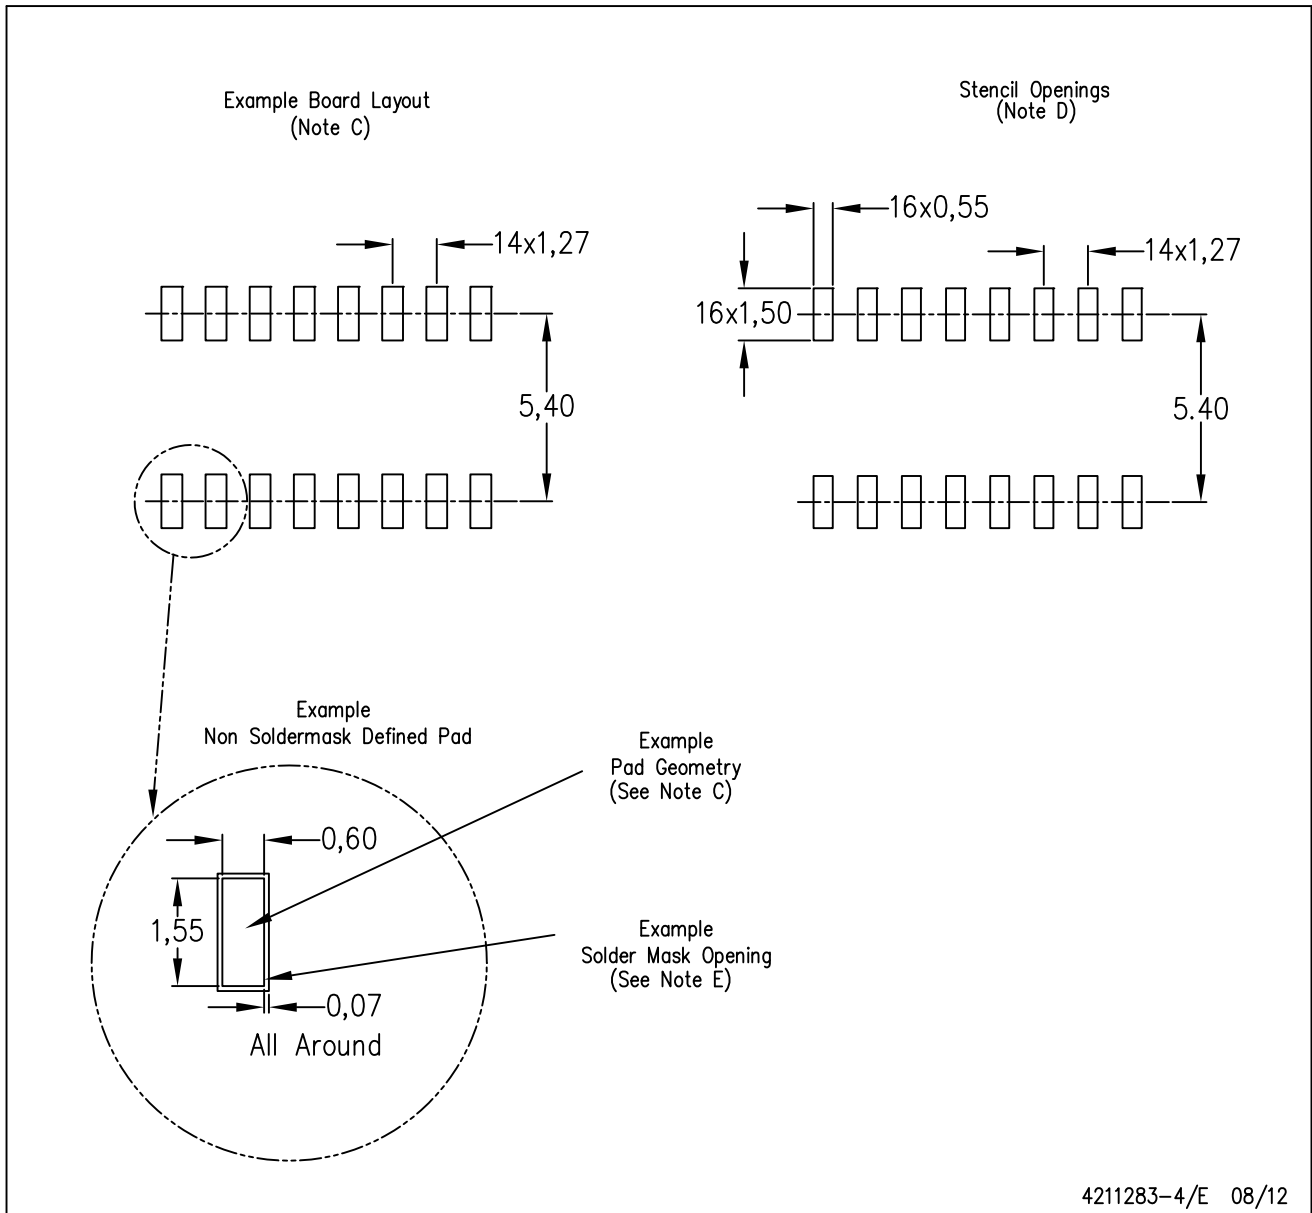 Example Board Layout
(Note C)
Stencil Openings
(Note D)
14x1,27
5,40
16x0,55
14x1,27
16x1,50
5.40
Example
Non Soldermask Defined Pad
Example
Pad Geometry
(See Note C)
0,60
1,55
Example
Solder Mask Opening
(See Note E)
0,07
All Around
4211283-4/E 08/12